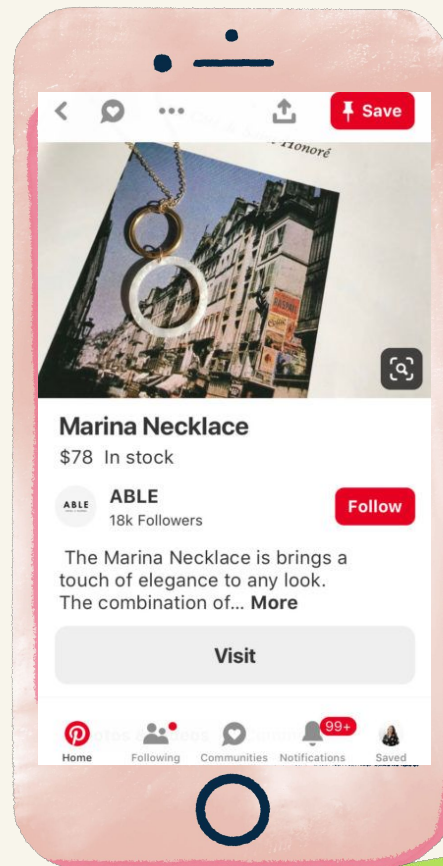 Save
Honoré
Marina Necklace
$78 In stock
ABLE
ABLE
18k Followers
Follow
The Marina Necklace is brings a
touch of elegance to any look.
The combination of... More
Visit
99+
Home
Following
Communities
Notifications
Saved